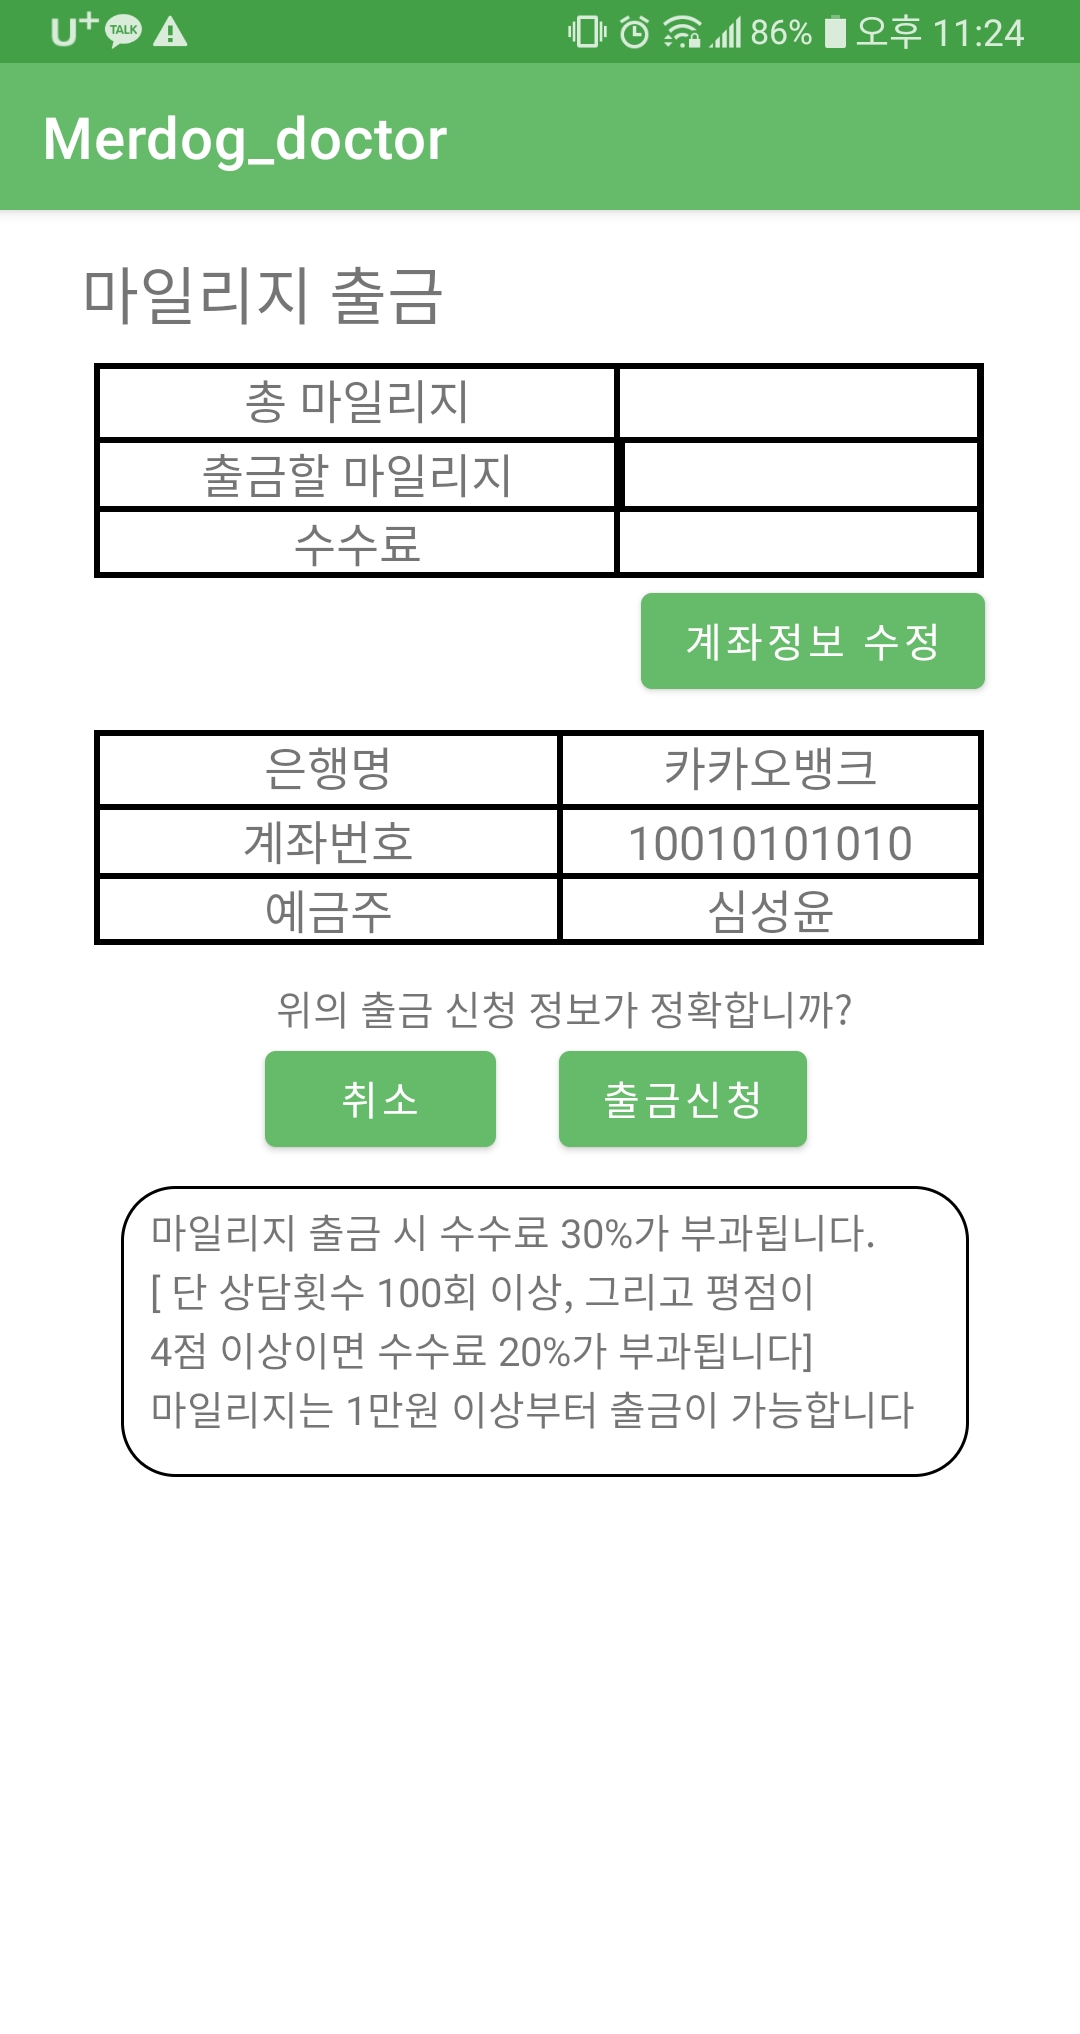 U+ TALK 86% 오후 11:24
Merdog_doctor
마일리지 출금
총 마일리지
출금할 마일리지
수수료
계좌정보 수정
은행명 카카오뱅크
계좌번호 10010101010
예금주 심성윤
위의 출금 신청 정보가 정확합니까?
취소 출금신청
마일리지 출금 시 수수료 30%가 부과됩니다.
[ 단 상담횟수 100회 이상, 그리고 평점이
4점 이상이면 수수료 20%가 부과됩니다]
마일리지는 1만원 이상부터 출금이 가능합니다